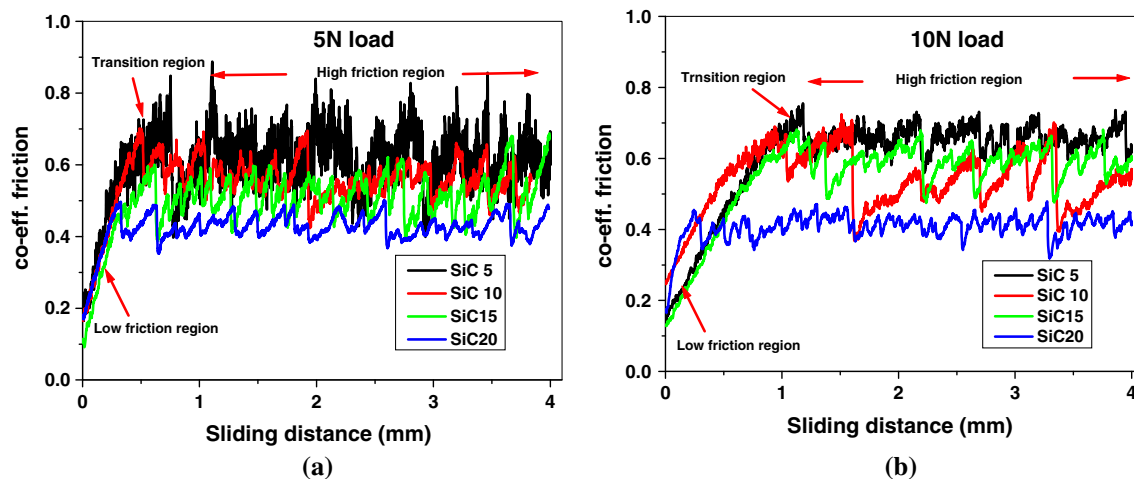 5N load
Transition region
High friction region
Low friction region
SiC 5
SiC 10
SiC15
SiC20
1.0
0.8
0.6
0.4
0.2
0.0
0
1
2
3
4
co-eff. friction
Sliding distance (mm)
(a)
10N load
Trnsition region
High friction region
Low friction region
SiC 5
SiC 10
SiC15
SiC20
1.0
0.8
0.6
0.4
0.2
0.0
0
1
2
3
4
co-eff. friction
Sliding distance (mm)
(b)